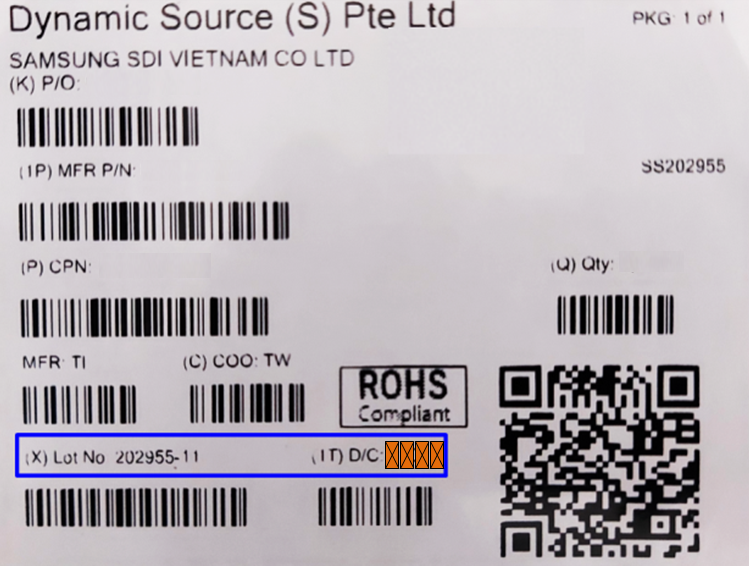 Dynamic Source (S) Pte Ltd
PKG: 1 of 1
SAMSUNG SDI VIETNAM CO LTD
(K) P/O:
(1P) MFR P/N:
SS202955
(P) CPN:
(Q) Qty:
MFR: TI
(C) COO: TW
ROHS
Compliant
(X) Lot No 202955-11
(1T) D/C: